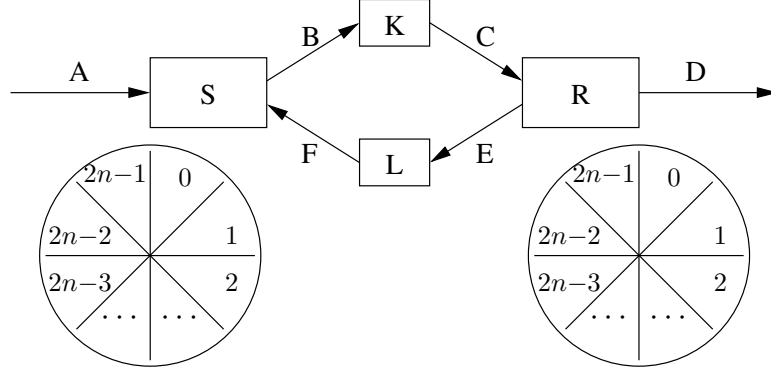 B K C
A S R D
F L E
2n−1 0 2n−1 0
2n−2 1 2n−2 1
2n−3 2 2n−3 2
... ... ... ...